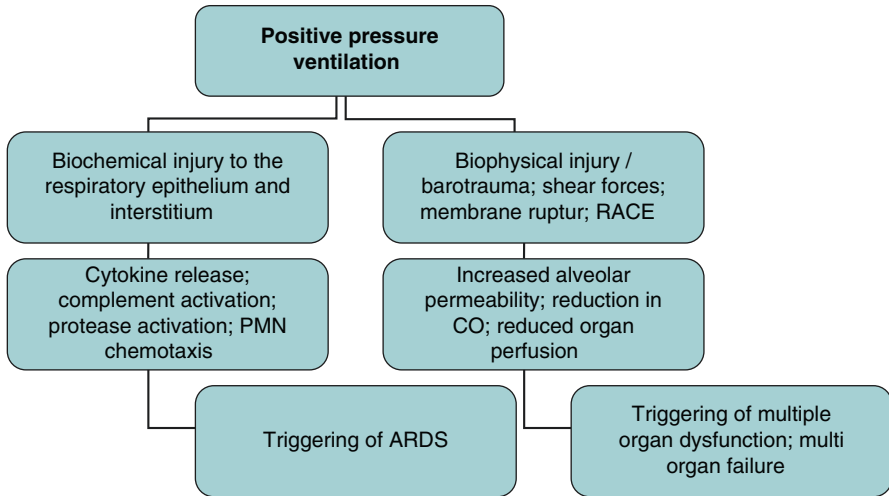 Positive pressure
ventilation
Biochemical injury to the
respiratory epithelium and
interstitium
Biophysical injury /
barotrauma; shear forces;
membrane ruptur; RACE
Cytokine release;
complement activation;
protease activation; PMN
chemotaxis
Increased alveolar
permeability; reduction in
CO; reduced organ
perfusion
Triggering of ARDS
Triggering of multiple
organ dysfunction; multi
organ failure